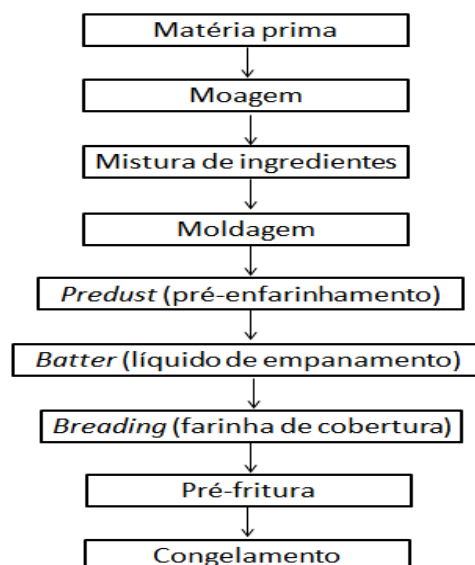 Matéria prima
Moagem
Mistura de ingredientes
Moldagem
Predust (pré-enfarinhamento)
Batter (líquido de empanamento)
Breading (farinha de cobertura)
Pré-fritura
Congelamento